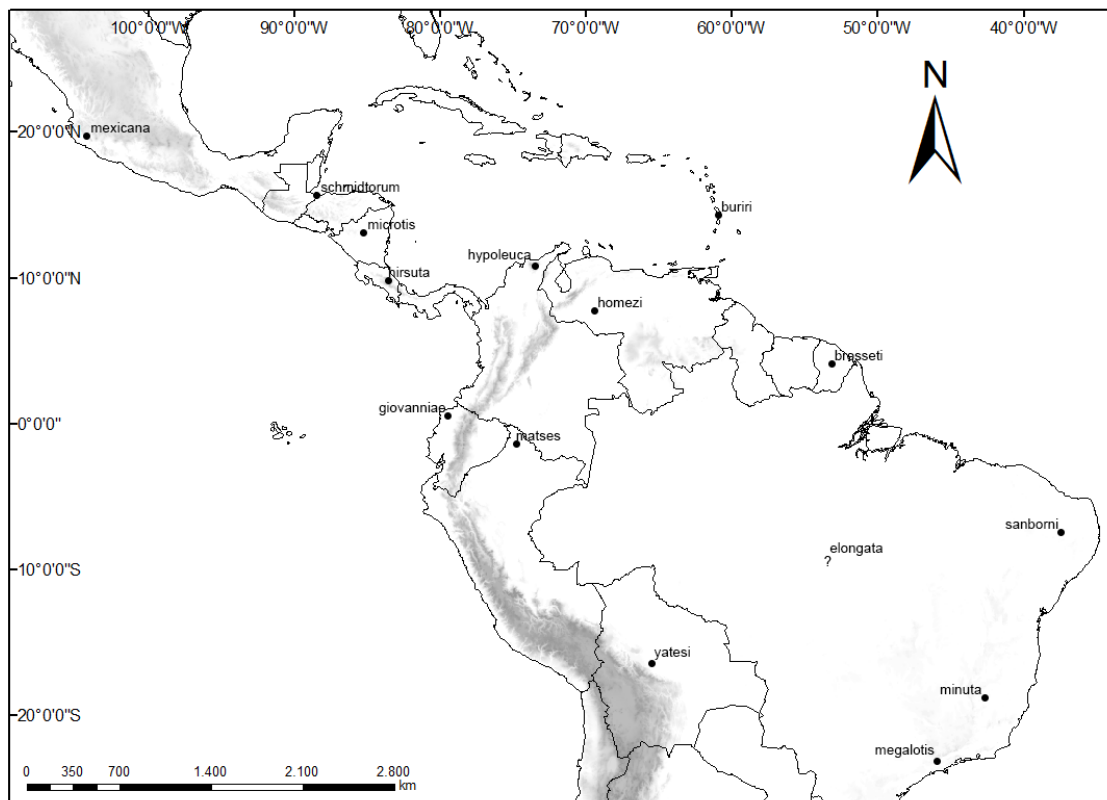 100°0'0"W 90°0'0"W 80°0'0"W 70°0'0"W 60°0'0"W 50°0'0"W 40°0'0"W
N
20°0'0"N
mexicana
schmidtorum
buriri
microtis
hypoleuca
10°0'0"N
hirsuta
homezi
brosseti
giovanniae
0°0'0"
matses
sanborni
elongata
?
10°0'0"S
yatesi
minuta
20°0'0"S
megalotis
0 350 700 1.400 2.100 2.800
km